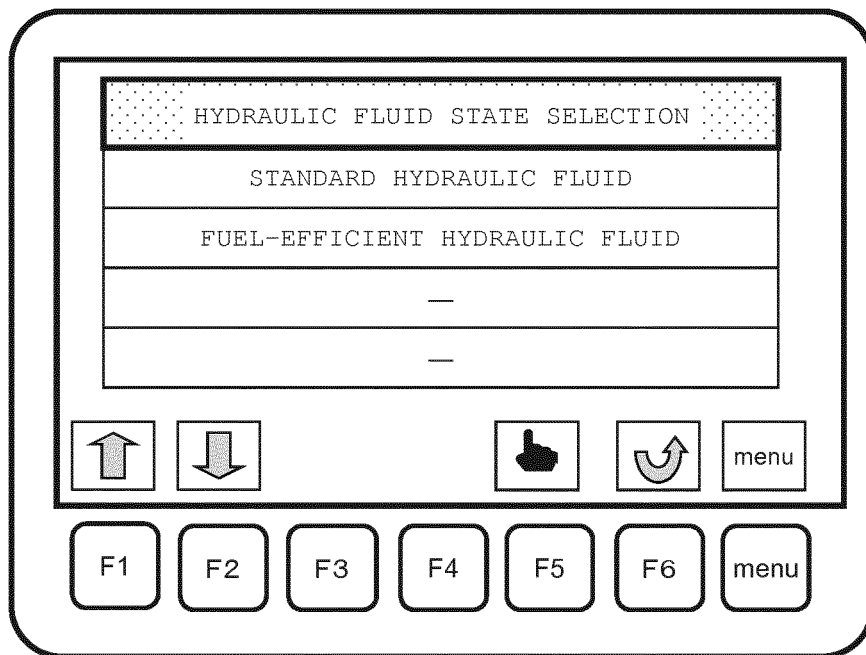 HYDRAULIC FLUID STATE SELECTION
STANDARD HYDRAULIC FLUID
FUEL-EFFICIENT HYDRAULIC FLUID
—
—
menu
F1 F2 F3 F4 F5 F6 menu